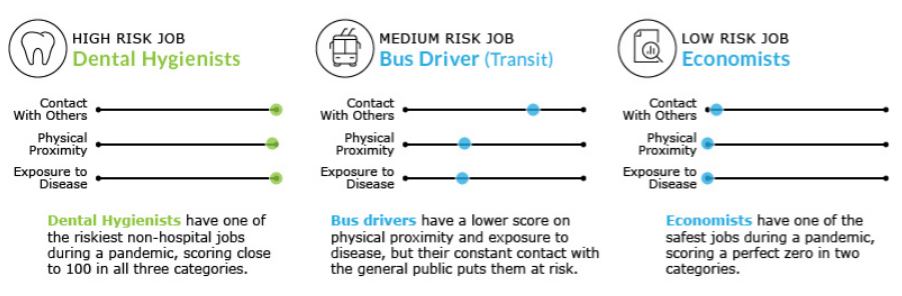 HIGH RISK JOB
Dental Hygienists
Contact
With Others
Physical
Proximity
Exposure to
Disease
Dental Hygienists have one of
the riskiest non-hospital jobs
during a pandemic, scoring close
to 100 in all three categories.
MEDIUM RISK JOB
Bus Driver (Transit)
Contact
With Others
Physical
Proximity
Exposure to
Disease
Bus drivers have a lower score on
physical proximity and exposure to
disease, but their constant contact with
the general public puts them at risk.
LOW RISK JOB
Economists
Contact
With Others
Physical
Proximity
Exposure to
Disease
Economists have one of the
safest jobs during a pandemic,
scoring a perfect zero in two
categories.